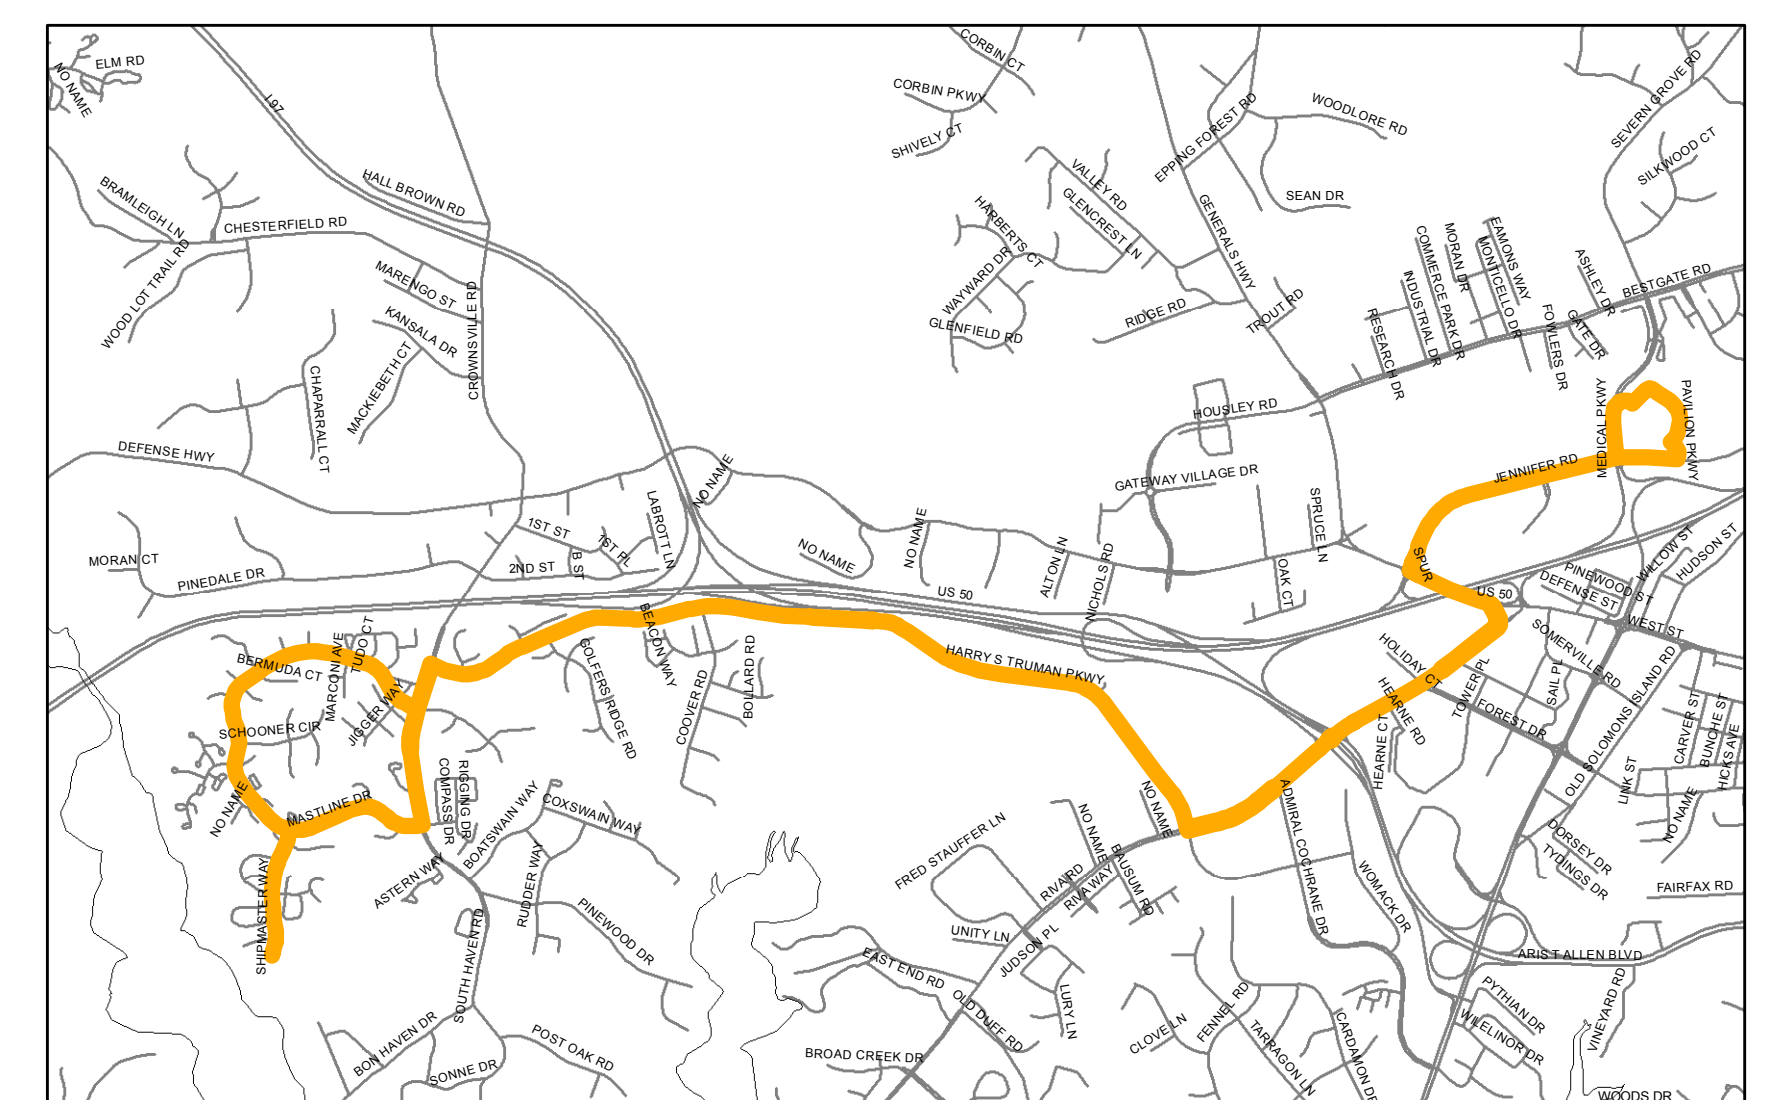 ELM RD
NO NAME
I 97
CORBIN CT
CORBIN PKWY
SHIVELY CT
EPPING FOREST RD
WOODLORE RD
SEVERN GROVE RD
SILKWOOD CT
SEAN DR
VALLEY RD
GLENCREST LN
HARBERTS CT
WAYWARD DR
GLENFIELD RD
RIDGE RD
GENERALS HWY
TROUT RD
HALL BROWN RD
BRAMLEIGH LN
CHESTERFIELD RD
WOOD LOT TRAIL RD
MARENGO ST
KANSALA DR
MACKIEBETH CT
CROWNSVILLE RD
CHAPARRALL CT
DEFENSE HWY
RESEARCH DR
INDUSTRIAL DR
COMMERCE PARK DR
MORAN DR
MONTICELLO DR
EAMONS WAY
FOWLERS DR
GATE DR
ASHLEY DR
BESTGATE RD
MEDICAL PKWY
PAVILION PKWY
JENNIFER RD
HOUSLEY RD
GATEWAY VILLAGE DR
SPRUCE LN
NO NAME
LABROTT LN
1ST ST
1ST PL
B ST
2ND ST
MORAN CT
PINEDALE DR
NO NAME
NO NAME
ALTON LN
NICHOLS RD
OAK CT
SPUR
US 50
US 50
PINEWOOD ST
DEFENSE ST
WILLOW ST
HUDSON ST
WEST ST
SOMERVILLE RD
SAIL PL
TOWER PL
HOLIDAY CT
HEARNE RD
HEARNE CT
FOREST DR
OLD SOLOMONS ISLAND RD
CARVER ST
BUNCHE ST
HICKS AVE
LINK ST
NO NAME
DORSEY DR
TYDINGS DR
FAIRFAX RD
BERMUDA CT
MARCONI AVE
TUDO CT
JIGGER WAY
SCHOONER CIR
NO NAME
MASTLINE DR
SHIPMASTER WAY
BEACON WAY
GOLFERS RIDGE RD
COOVER RD
BOLLARD RD
HARRY S TRUMAN PKWY
COMPASS DR
RIGGING DR
BOATSWAIN WAY
COXSWAIN WAY
ASTERN WAY
RUDDER WAY
PINEWOOD DR
SOUTH HAVEN RD
BON HAVEN DR
SONNE DR
POST OAK RD
NO NAME
NO NAME
FRED STAUFFER LN
RIVA RD
RIVA WAY
BAUSUM RD
UNITY LN
JUDSON PL
EAST END RD
OLD DUFF RD
LURY LN
BROAD CREEK DR
CLOVE LN
FENNEL RD
TARRAGON LN
CARDAMON DR
ADMIRAL COCHRANE DR
WOMACK DR
ARIS T ALLEN BLVD
PYTHIAN DR
WILELINOR DR
VINEYARD RD
WOODS DR